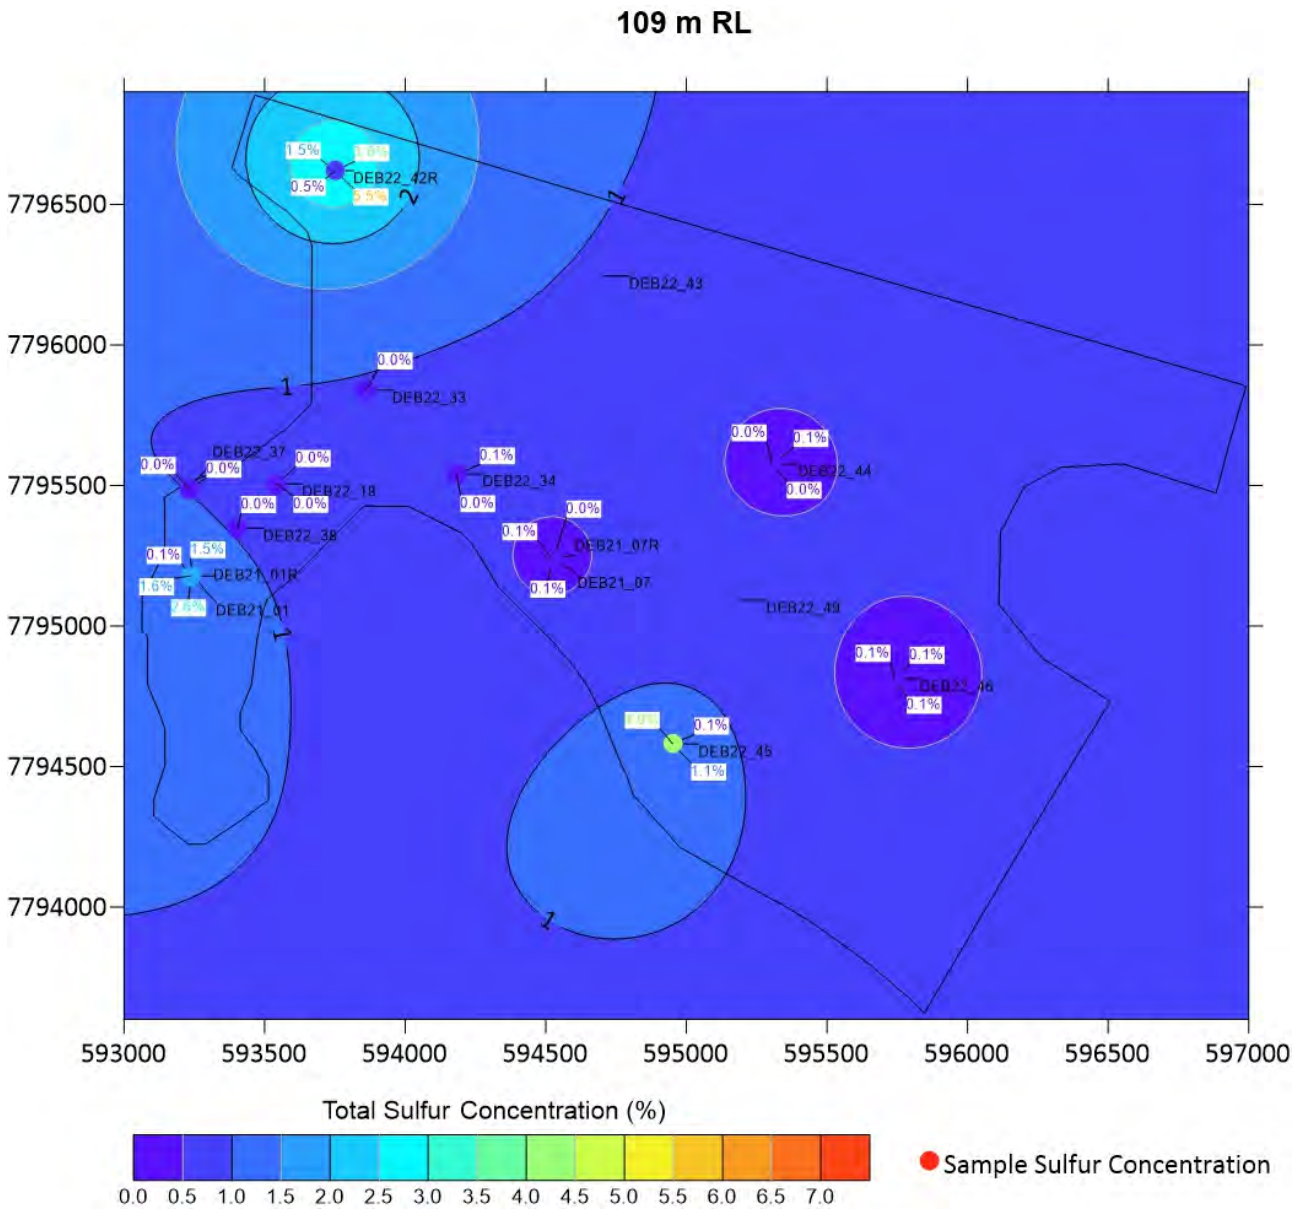 109 m RL
7796500
7796000
7795500
7795000
7794500
7794000
593000 593500 594000 594500 595000 595500 596000 596500 597000
1.5%
0.5%
5.5%
DEB22_42R
2
1
DEB22_43
0.0%
DEB22_33
1
DEB22_37
0.0%
0.0%
0.0%
DEB22_18
0.0%
0.0%
DEB22_38
0.1%
DEB22_34
0.0%
0.0%
0.1%
DEB21_07R
DEB21_07
0.1%
0.0%
0.1%
DEB22_44
0.0%
0.1%
1.5%
DEB21_01R
1.6%
2.6%
DEB21_01
1
DEB22_49
0.1%
0.1%
DEB22_46
0.1%
0.1%
DEB22_45
1.1%
1
Total Sulfur Concentration (%)
0.0 0.5 1.0 1.5 2.0 2.5 3.0 3.5 4.0 4.5 5.0 5.5 6.0 6.5 7.0
Sample Sulfur Concentration